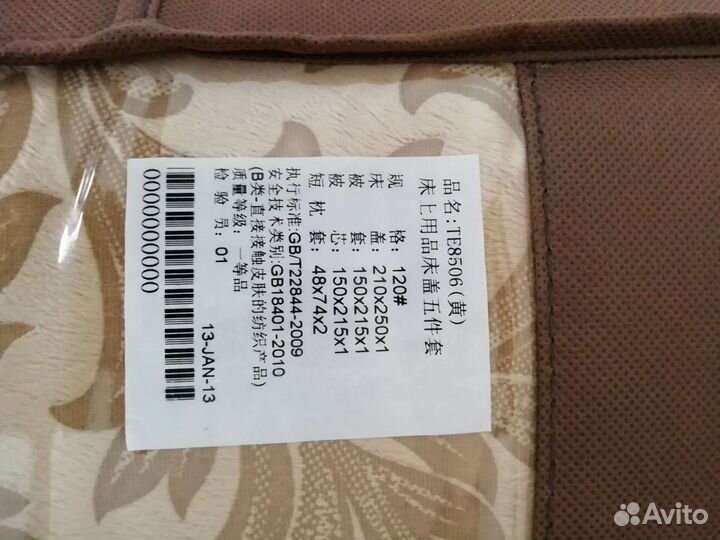 品名:TE8506(黄)
床上用品床盖五件套
规 格: 120#
床 盖: 210x250x1
被 套: 150x215x1
被 芯: 150x215x1
短 枕 套: 48x74x2
执行标准:GB/T22844-2009
安全技术类别:GB18401-2010
(B类-直接接触皮肤的纺织产品)
质量等级: 一等品
检 验 员: 01
13-JAN-13
0000000000
Avito